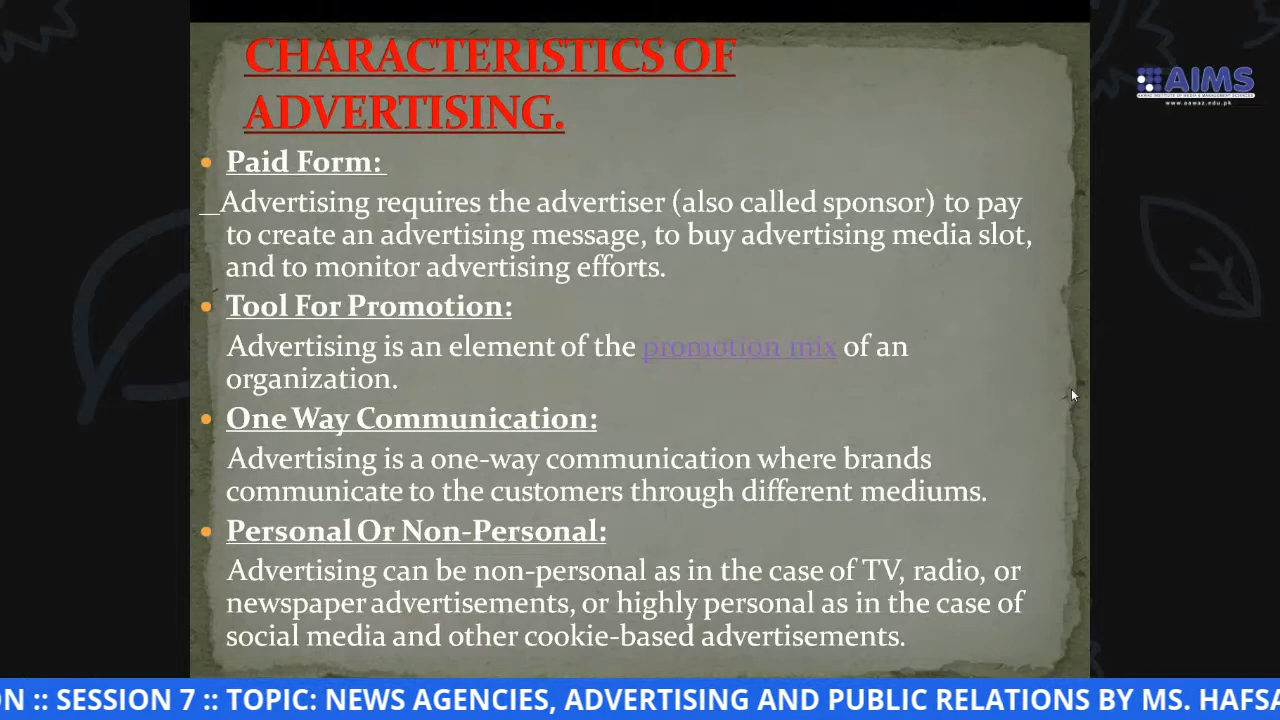 CHARACTERISTICS OF
ADVERTISING.
AIMS
www.aawaz.edu.pk
• Paid Form:
Advertising requires the advertiser (also called sponsor) to pay
to create an advertising message, to buy advertising media slot,
and to monitor advertising efforts.
• Tool For Promotion:
Advertising is an element of the promotion mix of an
organization.
• One Way Communication:
Advertising is a one-way communication where brands
communicate to the customers through different mediums.
• Personal Or Non-Personal:
Advertising can be non-personal as in the case of TV, radio, or
newspaper advertisements, or highly personal as in the case of
social media and other cookie-based advertisements.
ON :: SESSION 7 :: TOPIC: NEWS AGENCIES, ADVERTISING AND PUBLIC RELATIONS BY MS. HAFSA